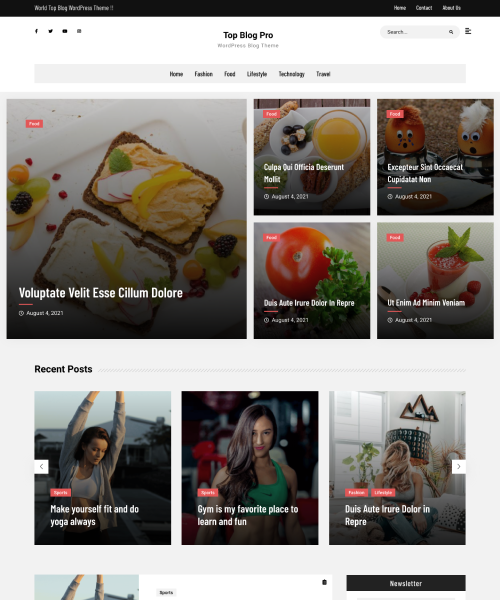 World Top Blog WordPress Theme !!
Home Contact About Us
Top Blog Pro
WordPress Blog Theme
Search...
Home Fashion Food Lifestyle Technology Travel
Food
Voluptate Velit Esse Cillum Dolore
August 4, 2021
Food
Culpa Qui Officia Deserunt
Mollit
August 4, 2021
Food
Excepteur Sint Occaecat
Cupidatat Non
August 4, 2021
Food
Duis Aute Irure Dolor In Repre
August 4, 2021
Food
Ut Enim Ad Minim Veniam
August 4, 2021
Recent Posts
Sports
Make yourself fit and do
yoga always
Sports
Gym is my favorite place to
learn and fun
Fashion Lifestyle
Duis Aute Irure Dolor in
Repre
Sports
Newsletter